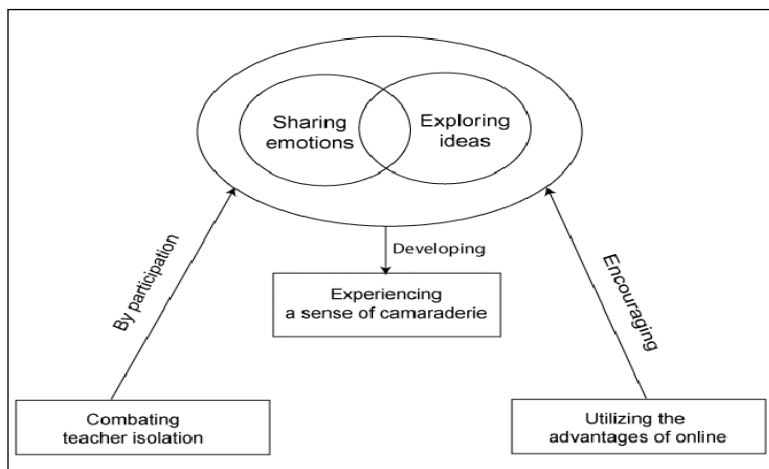 Sharing
emotions
Exploring
ideas
Developing
Experiencing
a sense of camaraderie
By participation
Encouraging
Combating
teacher isolation
Utilizing the
advantages of online